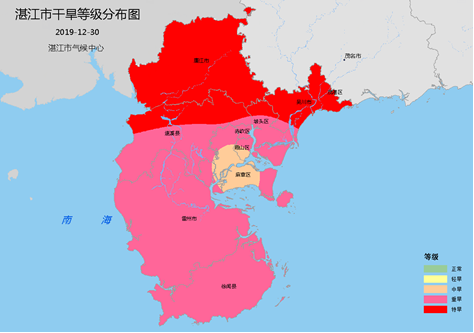 湛江市干旱等级分布图
2019-12-30
湛江市气候中心
茂名市
廉江市
吴川市
坡头区
遂溪县
赤坎区
霞山区
麻章区
南 海
雷州市
徐闻县
等级
正常
轻旱
中旱
重旱
特旱